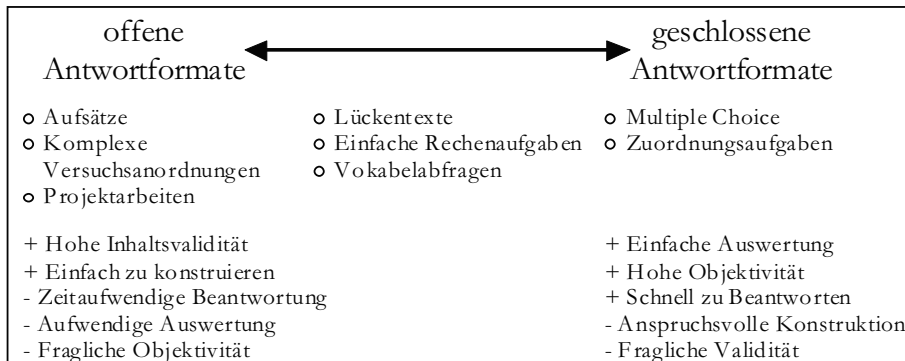 offene
Antwortformate
geschlossene
Antwortformate
Aufsätze
Komplexe
Versuchsanordnungen
Projektarbeiten
Lückentexte
Einfache Rechenaufgaben
Vokabelabfragen
Multiple Choice
Zuordnungsaufgaben
+ Hohe Inhaltsvalidität
+ Einfach zu konstruieren
- Zeitaufwendige Beantwortung
- Aufwendige Auswertung
- Fragliche Objektivität
+ Einfache Auswertung
+ Hohe Objektivität
+ Schnell zu Beantworten
- Anspruchsvolle Konstruktion
- Fragliche Validität